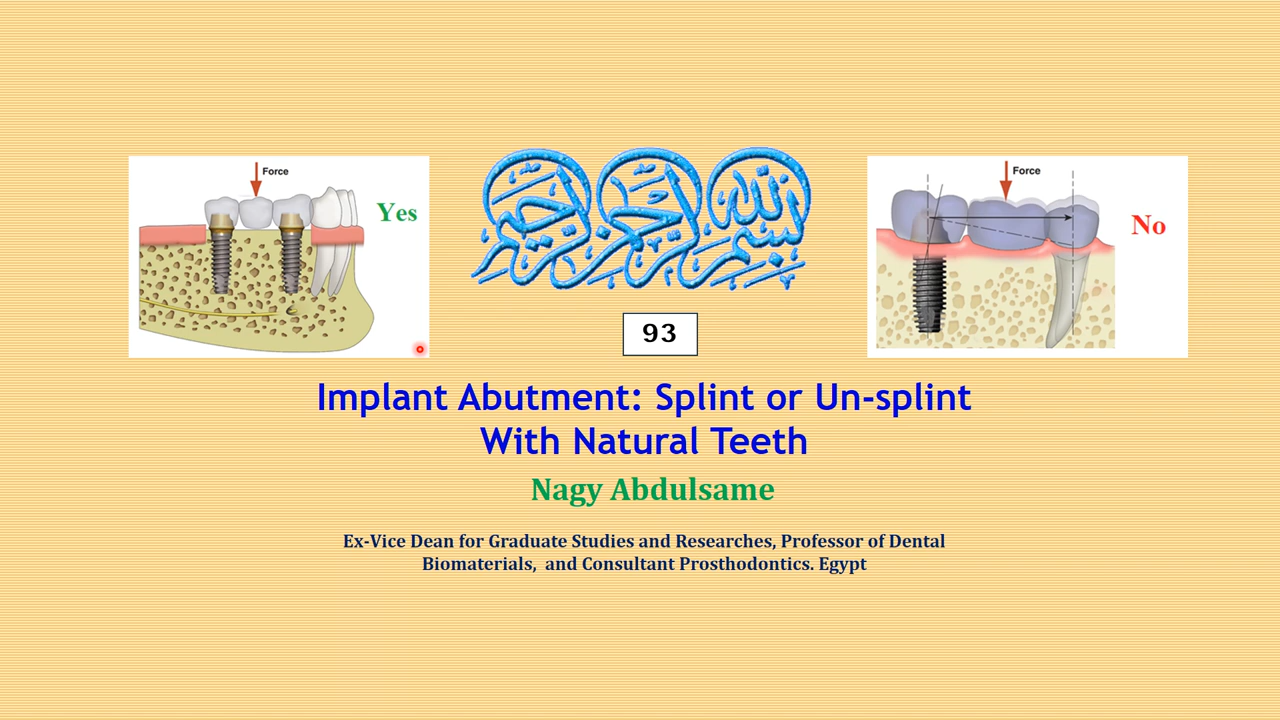 Force
Yes
بسم الله الرحمن الرحيم
Force
No
93
Implant Abutment: Splint or Un-splint
With Natural Teeth
Nagy Abdulsame
Ex-Vice Dean for Graduate Studies and Researches, Professor of Dental
Biomaterials, and Consultant Prosthodontics. Egypt